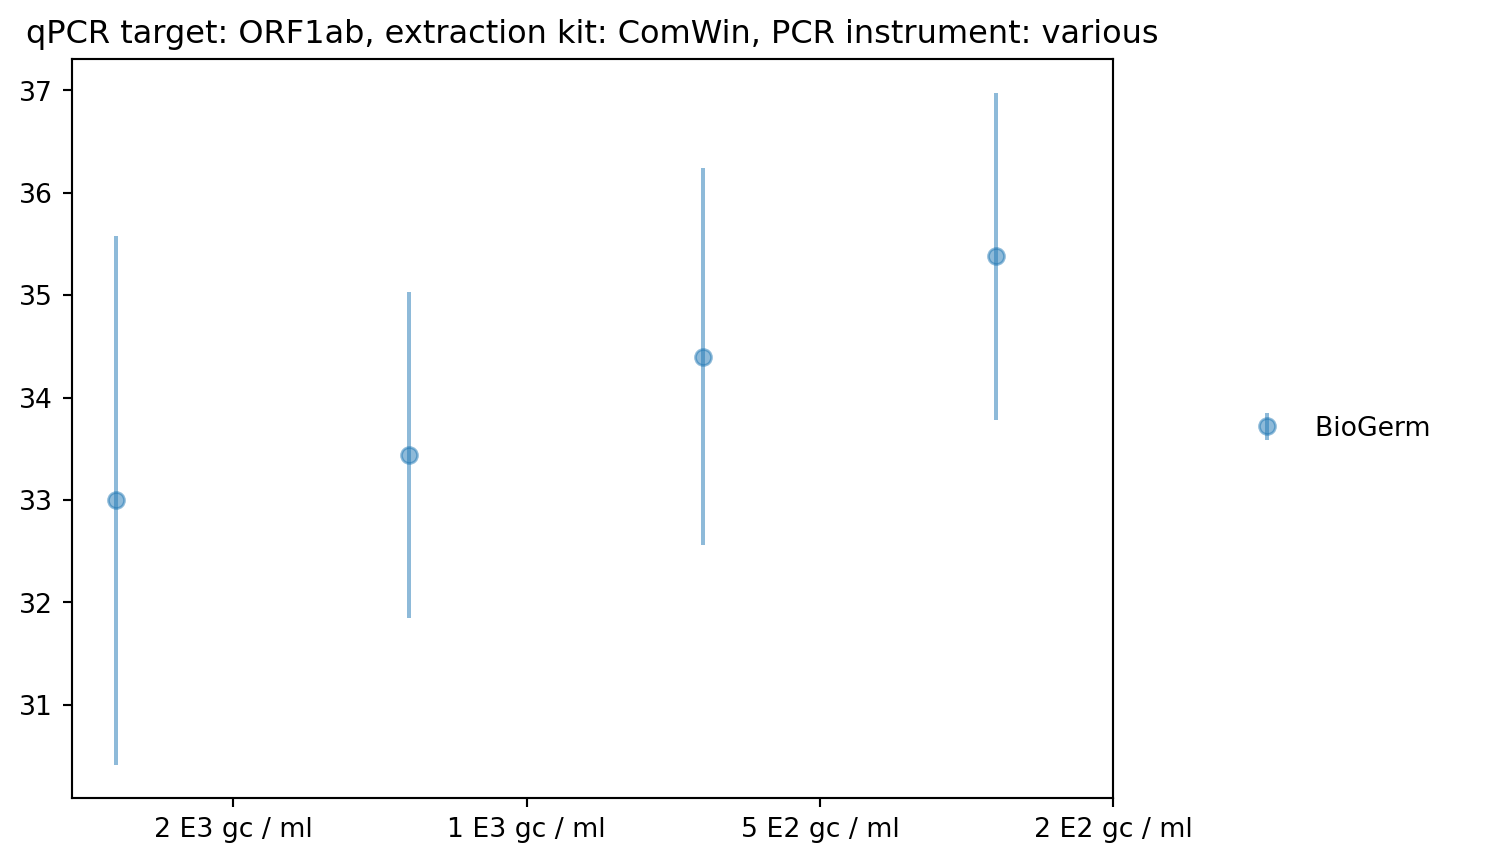 qPCR target: ORF1ab, extraction kit: ComWin, PCR instrument: various
37
36
35
34
33
32
31
2 E3 gc / ml
1 E3 gc / ml
5 E2 gc / ml
2 E2 gc / ml
BioGerm